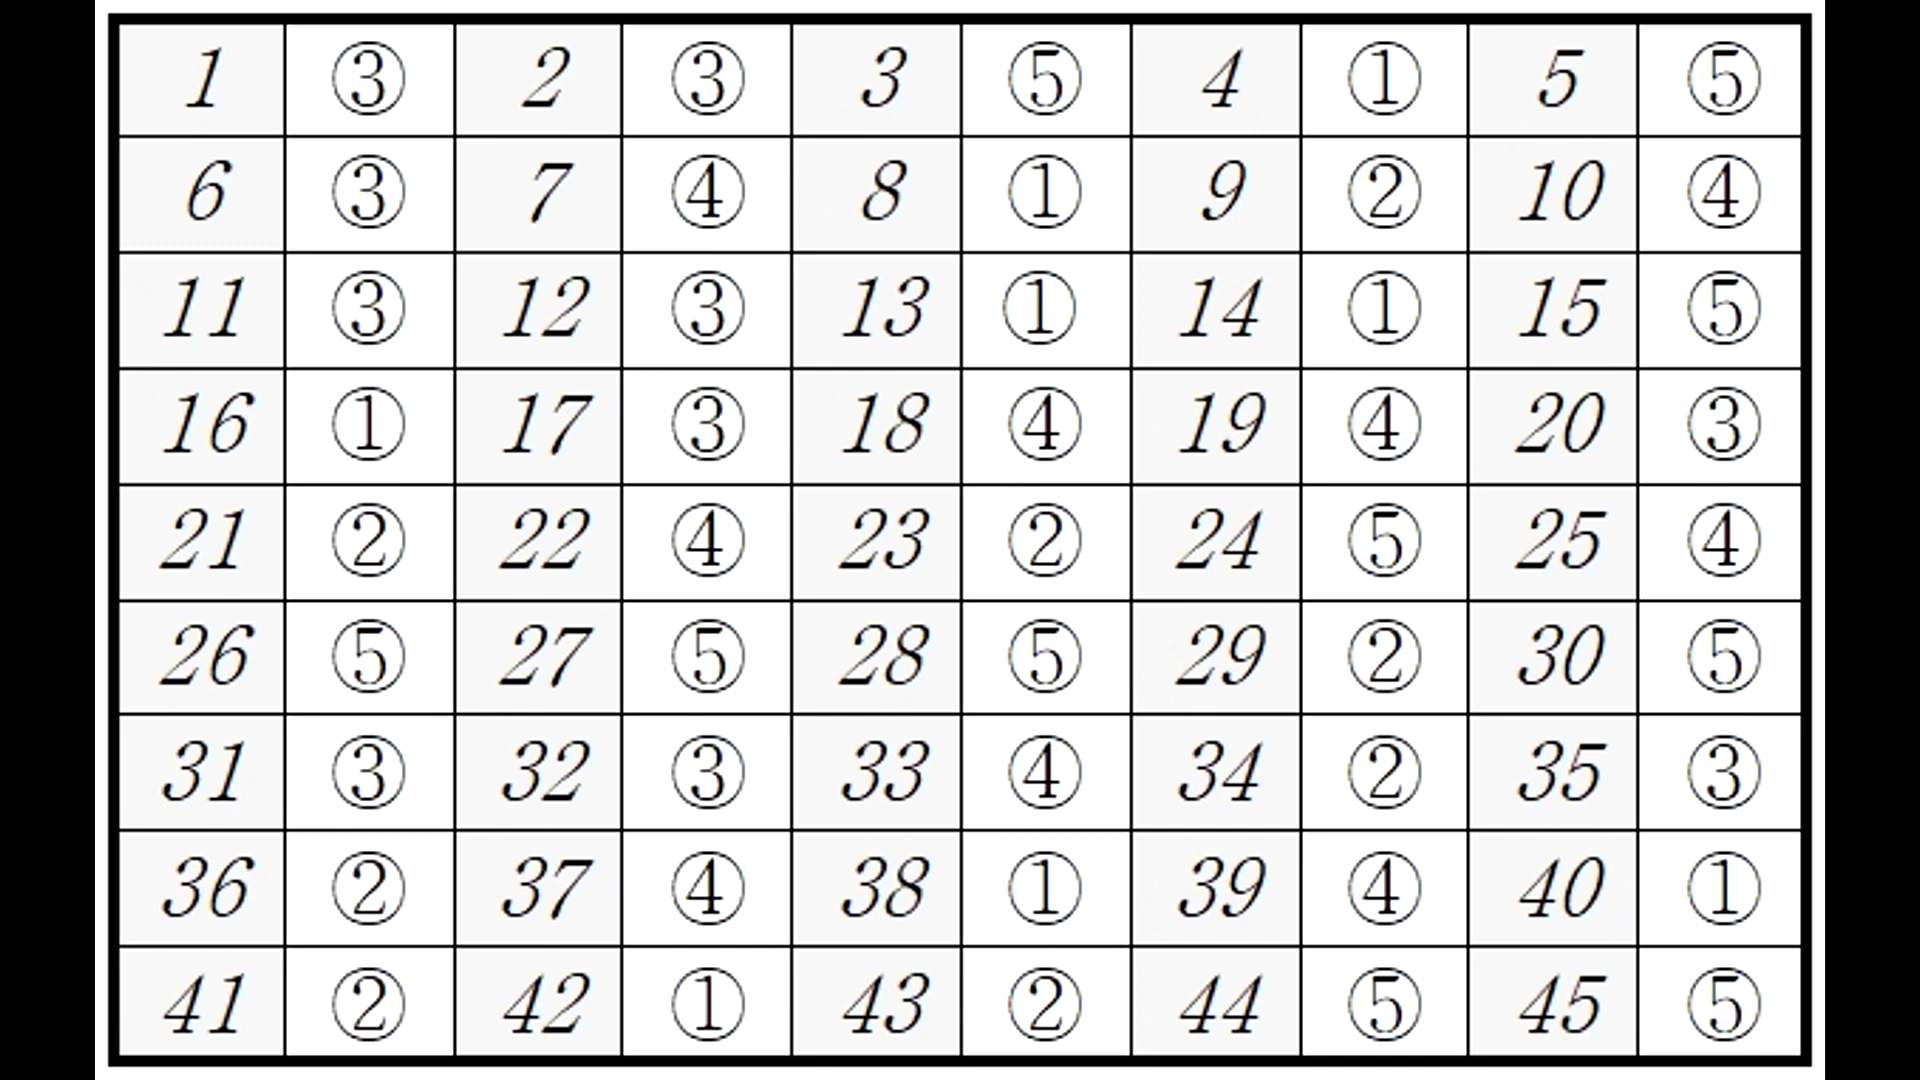 1 ③ 2 ③ 3 ⑤ 4 ① 5 ⑤
6 ③ 7 ④ 8 ① 9 ② 10 ④
11 ③ 12 ③ 13 ① 14 ① 15 ⑤
16 ① 17 ③ 18 ④ 19 ④ 20 ③
21 ② 22 ④ 23 ② 24 ⑤ 25 ④
26 ⑤ 27 ⑤ 28 ⑤ 29 ② 30 ⑤
31 ③ 32 ③ 33 ④ 34 ② 35 ③
36 ② 37 ④ 38 ① 39 ④ 40 ①
41 ② 42 ① 43 ② 44 ⑤ 45 ⑤